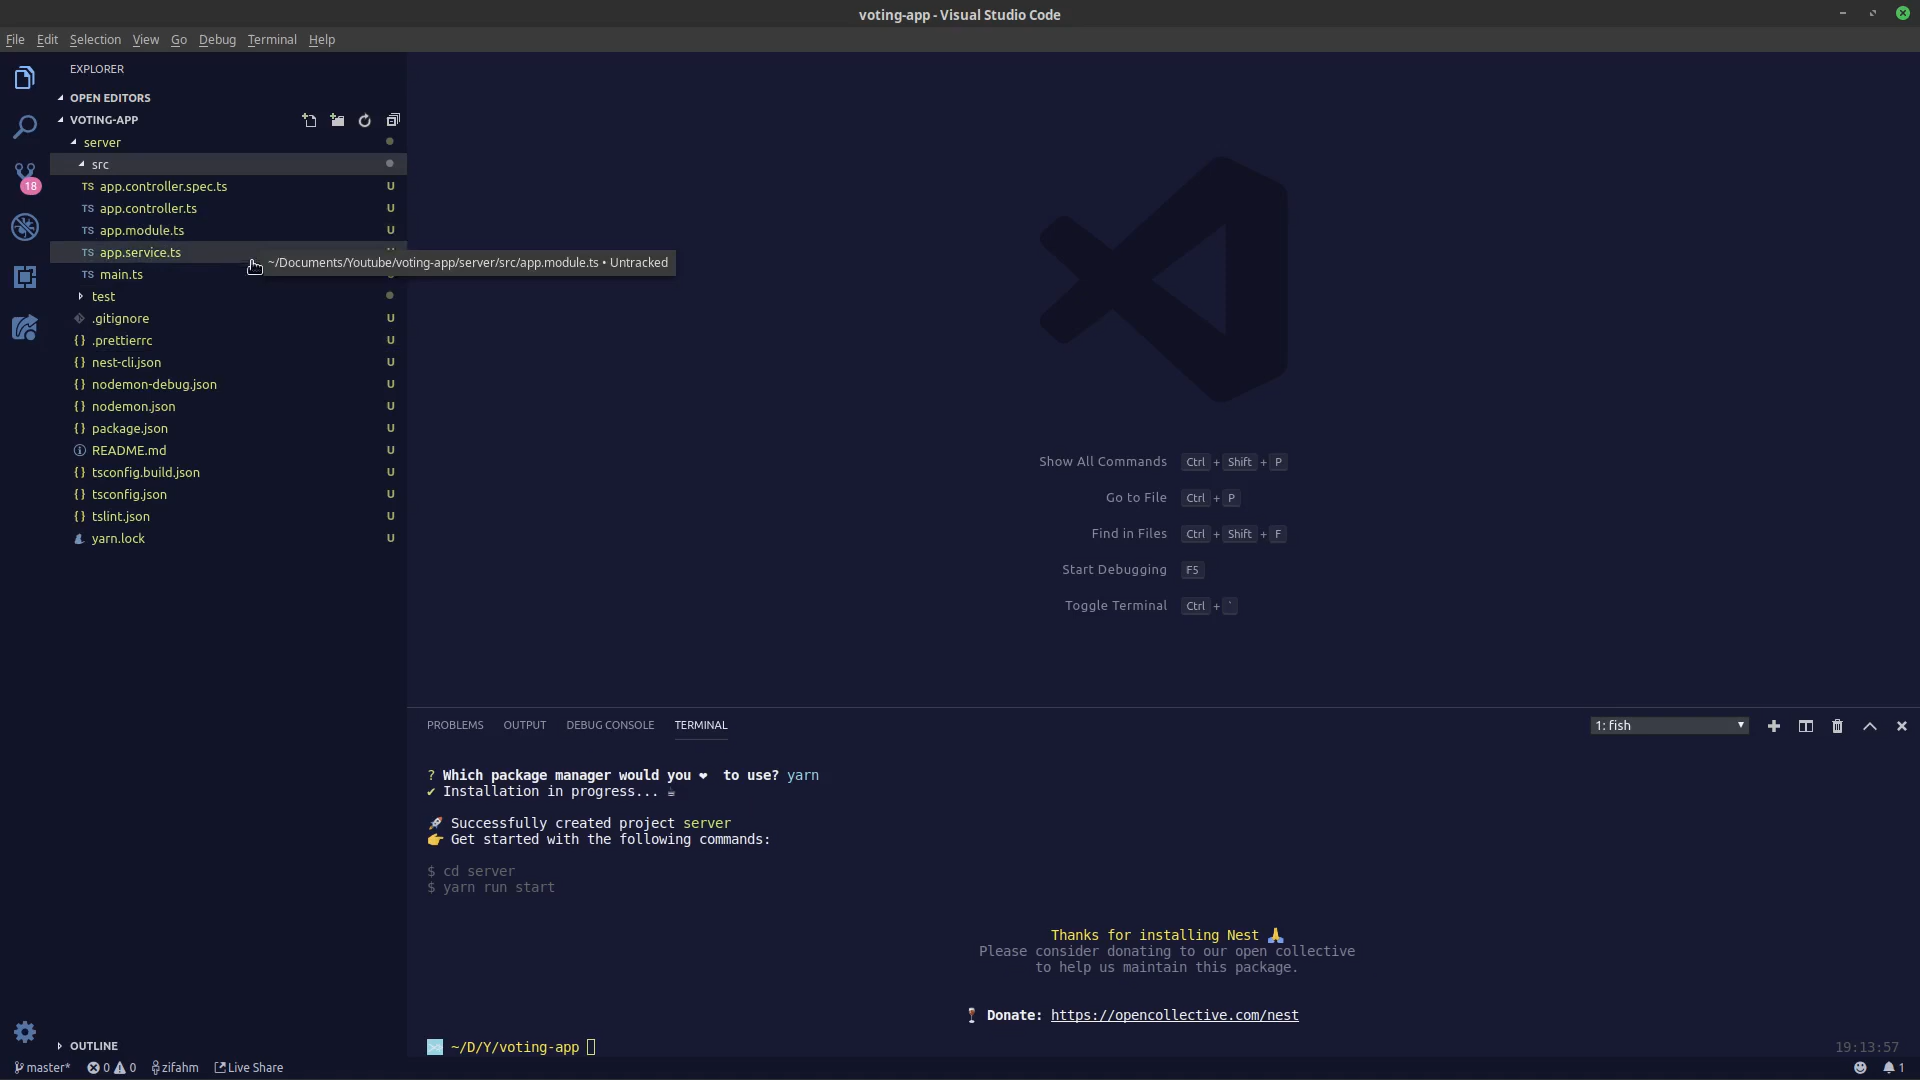 voting-app - Visual Studio Code
File Edit Selection View Go Debug Terminal Help
EXPLORER
OPEN EDITORS
VOTING-APP
server
src
TS app.controller.spec.ts U
TS app.controller.ts U
TS app.module.ts U
TS app.service.ts
~/Documents/Youtube/voting-app/server/src/app.module.ts • Untracked
TS main.ts
test
.gitignore U
{} .prettierrc U
{} nest-cli.json U
{} nodemon-debug.json U
{} nodemon.json U
{} package.json U
README.md U
{} tsconfig.build.json U
{} tsconfig.json U
{} tslint.json U
yarn.lock U
18
Show All Commands Ctrl + Shift + P
Go to File Ctrl + P
Find in Files Ctrl + Shift + F
Start Debugging F5
Toggle Terminal Ctrl + `
PROBLEMS OUTPUT DEBUG CONSOLE TERMINAL 1: fish
? Which package manager would you ❤ to use? yarn
✔ Installation in progress... ☕
🚀 Successfully created project server
👉 Get started with the following commands:
$ cd server
$ yarn run start
Thanks for installing Nest 🙏
Please consider donating to our open collective
to help us maintain this package.
🍷 Donate: https://opencollective.com/nest
~/D/Y/voting-app 19:13:57
OUTLINE
master* 0 0 zifahm Live Share 1